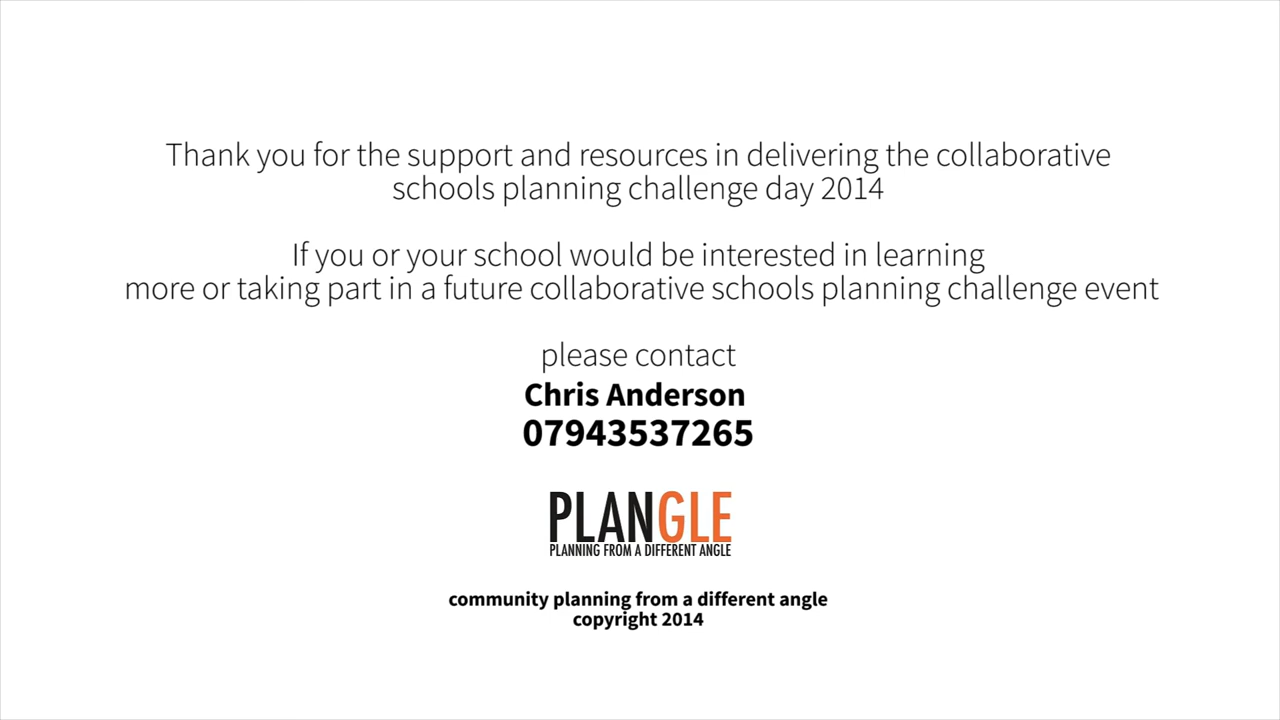 Thank you for the support and resources in delivering the collaborative
schools planning challenge day 2014
If you or your school would be interested in learning
more or taking part in a future collaborative schools planning challenge event
please contact
Chris Anderson
07943537265
PLANGLE
PLANNING FROM A DIFFERENT ANGLE
community planning from a different angle
copyright 2014